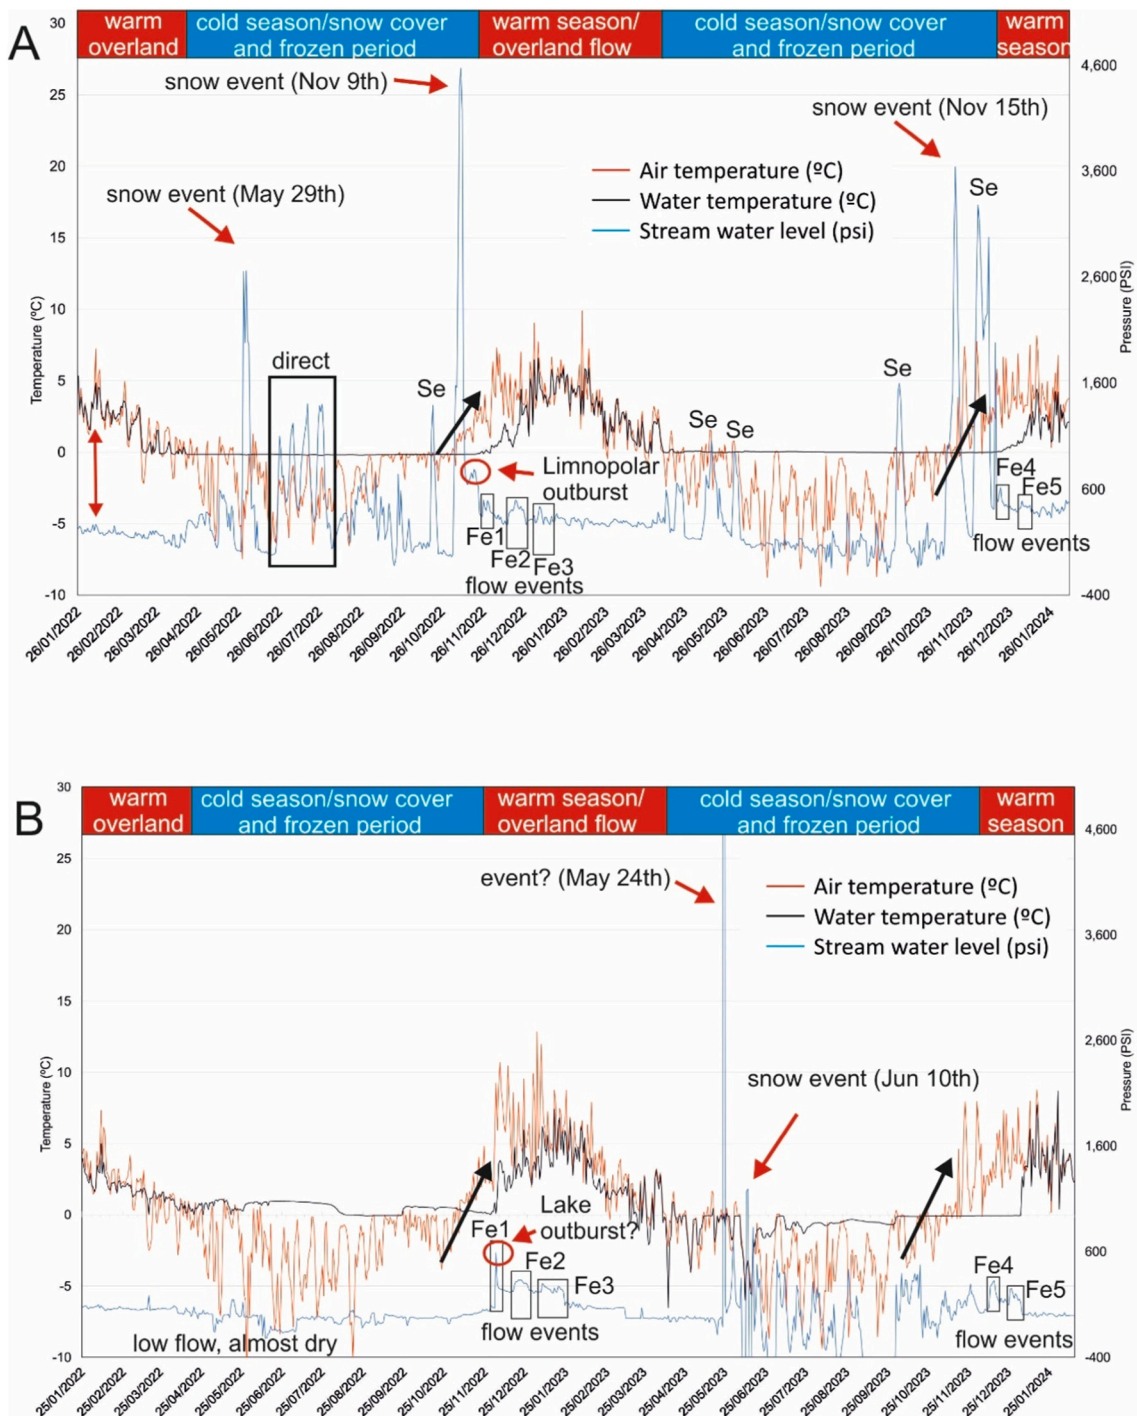 A
warm
overland
cold season/snow cover
and frozen period
warm season/
overland flow
cold season/snow cover
and frozen period
warm
season
30
25
20
15
10
5
0
-5
-10
Temperature (ºC)
4,600
3,600
2,600
1,600
600
-400
Pressure (PSI)
snow event (Nov 9th)
snow event (Nov 15th)
snow event (May 29th)
Air temperature (ºC)
Water temperature (ºC)
Stream water level (psi)
Se
direct
Se
Se
Se
Se
Limnopolar
outburst
Fe1
Fe2
Fe3
flow events
Fe4
Fe5
flow events
26/01/2022
26/02/2022
26/03/2022
26/04/2022
26/05/2022
26/06/2022
26/07/2022
26/08/2022
26/09/2022
26/10/2022
26/11/2022
26/12/2022
26/01/2023
26/02/2023
26/03/2023
26/04/2023
26/05/2023
26/06/2023
26/07/2023
26/08/2023
26/09/2023
26/10/2023
26/11/2023
26/12/2023
26/01/2024
B
warm
overland
cold season/snow cover
and frozen period
warm season/
overland flow
cold season/snow cover
and frozen period
warm
season
30
25
20
15
10
5
0
-5
-10
Temperature (ºC)
4,600
3,600
2,600
1,600
600
-400
Pressure (PSI)
event? (May 24th)
Air temperature (ºC)
Water temperature (ºC)
Stream water level (psi)
snow event (Jun 10th)
Lake
outburst?
Fe1
Fe2
Fe3
flow events
low flow, almost dry
Fe4
Fe5
flow events
25/01/2022
25/02/2022
25/03/2022
25/04/2022
25/05/2022
25/06/2022
25/07/2022
25/08/2022
25/09/2022
25/10/2022
25/11/2022
25/12/2022
25/01/2023
25/02/2023
25/03/2023
25/04/2023
25/05/2023
25/06/2023
25/07/2023
25/08/2023
25/09/2023
25/10/2023
25/11/2023
25/12/2023
25/01/2024